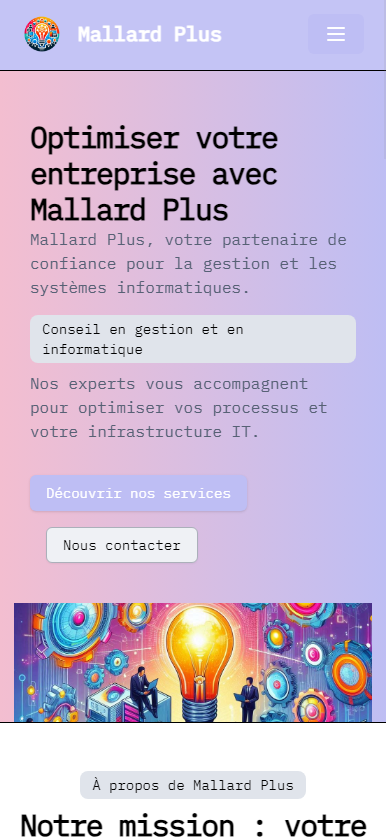 Mallard Plus
Optimiser votre
entreprise avec
Mallard Plus
Mallard Plus, votre partenaire de
confiance pour la gestion et les
systèmes informatiques.
Conseil en gestion et en
informatique
Nos experts vous accompagnent
pour optimiser vos processus et
votre infrastructure IT.
Découvrir nos services
Nous contacter
À propos de Mallard Plus
Notre mission : votre